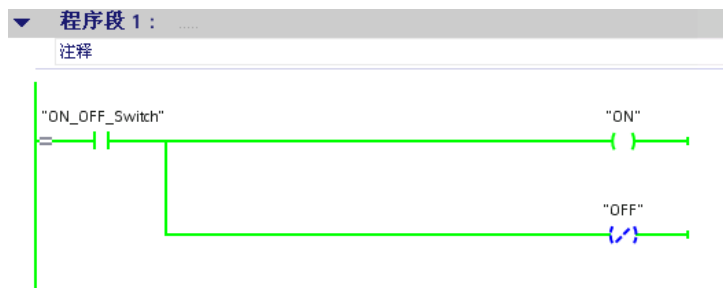 程序段 1： .....
注释
"ON_OFF_Switch"
"ON"
"OFF"